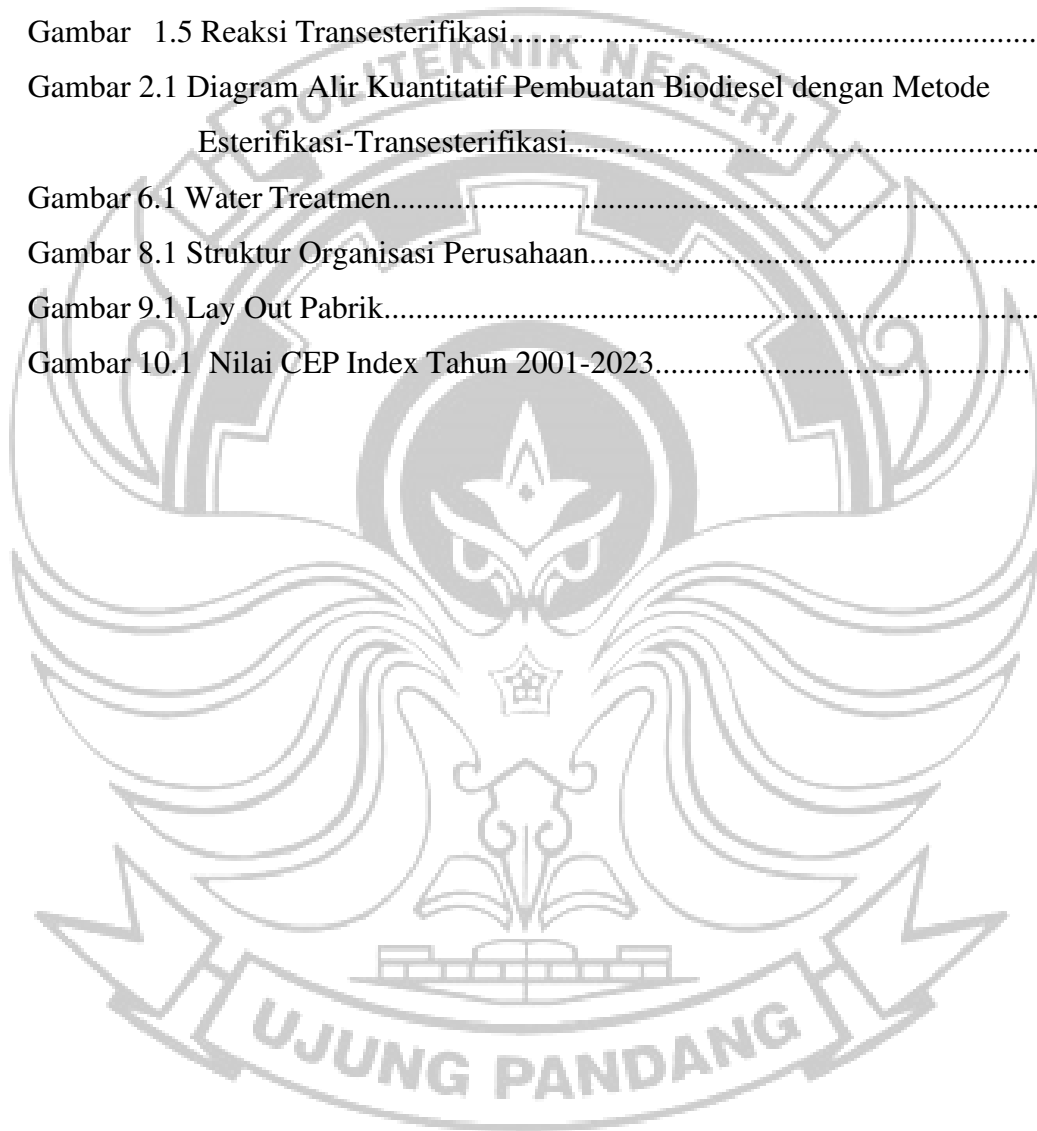 Gambar   1.5 Reaksi Transesterifikasi..................................................................
Gambar 2.1 Diagram Alir Kuantitatif Pembuatan Biodiesel dengan Metode
Esterifikasi-Transesterifikasi...........................................................
Gambar 6.1 Water Treatmen.................................................................................
Gambar 8.1 Struktur Organisasi Perusahaan........................................................
Gambar 9.1 Lay Out Pabrik..................................................................................
Gambar 10.1  Nilai CEP Index Tahun 2001-2023...............................................
POLITEKNIK NEGERI
UJUNG PANDANG